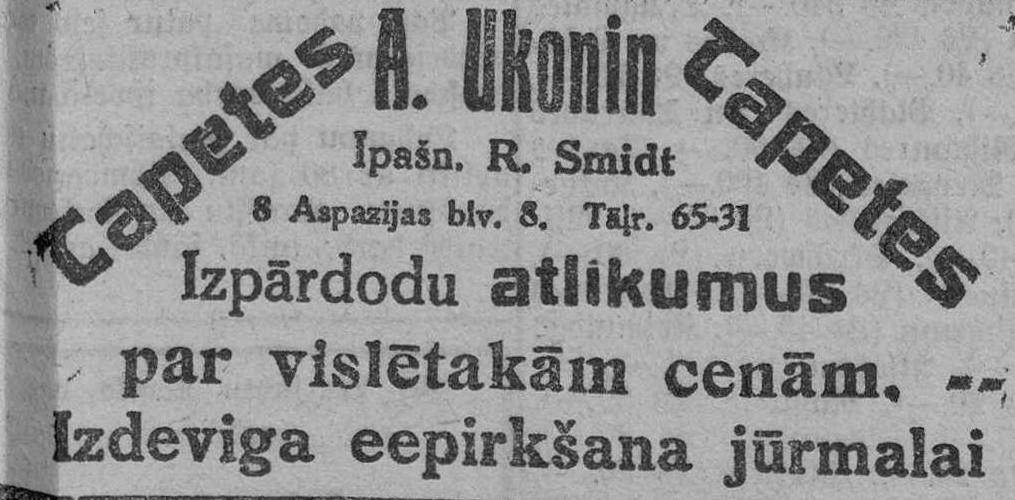 Tapetes
A. Ukonin
Tapetes
Īpašn. R. Smidt
8 Aspazijas blv. 8. Tāļr. 65-31
Izpārdodu atlikumus
par vislētakām cenām. --
Izdeviga eepirkšana jūrmalai